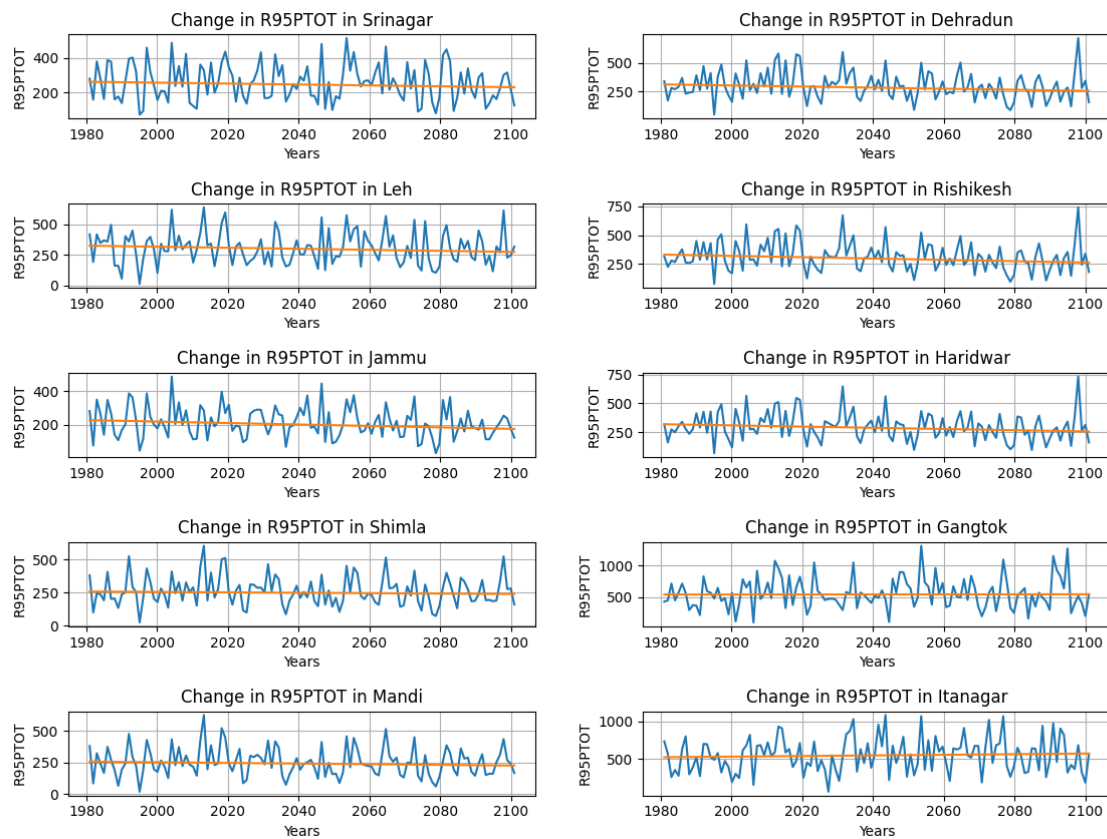 Change in R95PTOT in Srinagar
R95PTOT
400
200
1980 2000 2020 2040 2060 2080 2100
Years
Change in R95PTOT in Dehradun
R95PTOT
500
250
1980 2000 2020 2040 2060 2080 2100
Years
Change in R95PTOT in Leh
R95PTOT
500
250
0
1980 2000 2020 2040 2060 2080 2100
Years
Change in R95PTOT in Rishikesh
R95PTOT
750
500
250
1980 2000 2020 2040 2060 2080 2100
Years
Change in R95PTOT in Jammu
R95PTOT
400
200
1980 2000 2020 2040 2060 2080 2100
Years
Change in R95PTOT in Haridwar
R95PTOT
750
500
250
1980 2000 2020 2040 2060 2080 2100
Years
Change in R95PTOT in Shimla
R95PTOT
500
250
0
1980 2000 2020 2040 2060 2080 2100
Years
Change in R95PTOT in Gangtok
R95PTOT
1000
500
1980 2000 2020 2040 2060 2080 2100
Years
Change in R95PTOT in Mandi
R95PTOT
500
250
0
1980 2000 2020 2040 2060 2080 2100
Years
Change in R95PTOT in Itanagar
R95PTOT
1000
500
1980 2000 2020 2040 2060 2080 2100
Years